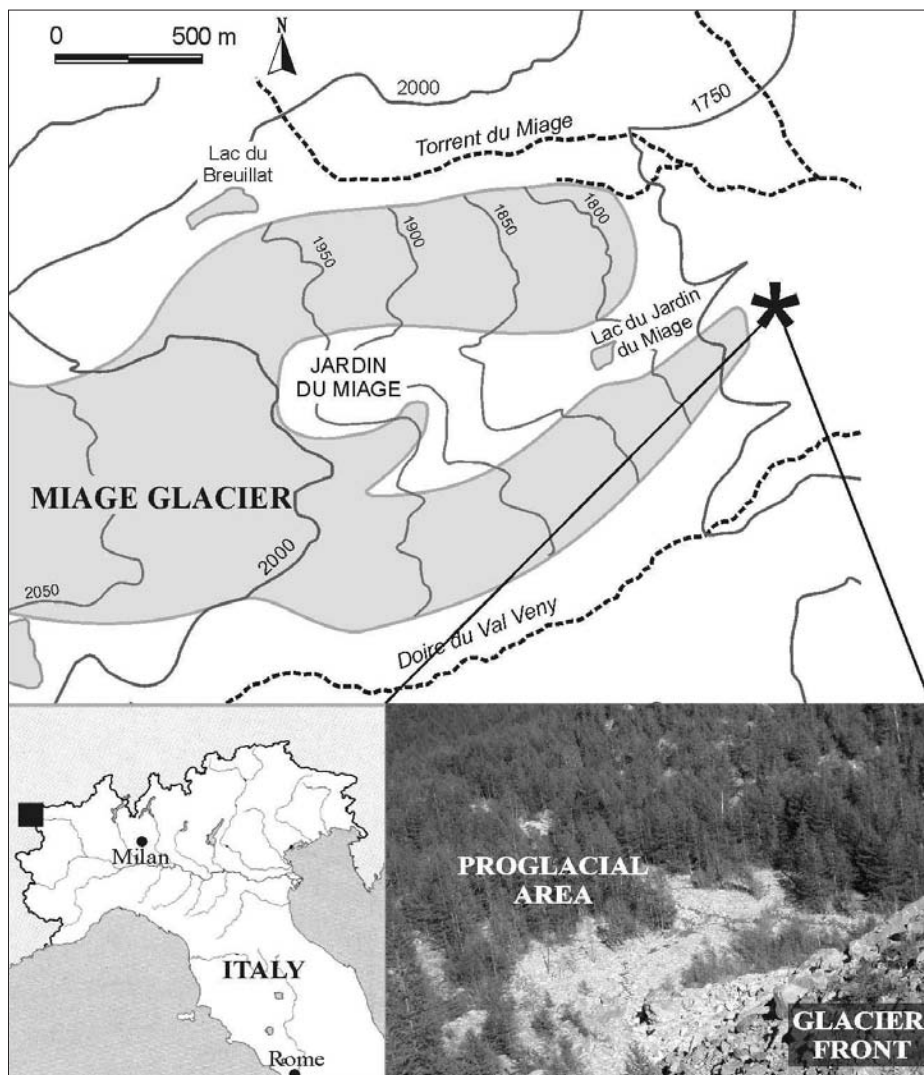 0 500 m
N
2000
1750
Torrent du Miage
Lac du
Breuillat
1950
1900
1850
1800
Lac du Jardin
du Miage
JARDIN
DU MIAGE
MIAGE GLACIER
2000
2050
Doire du Val Veny
Milan
ITALY
Rome
PROGLACIAL
AREA
GLACIER
FRONT